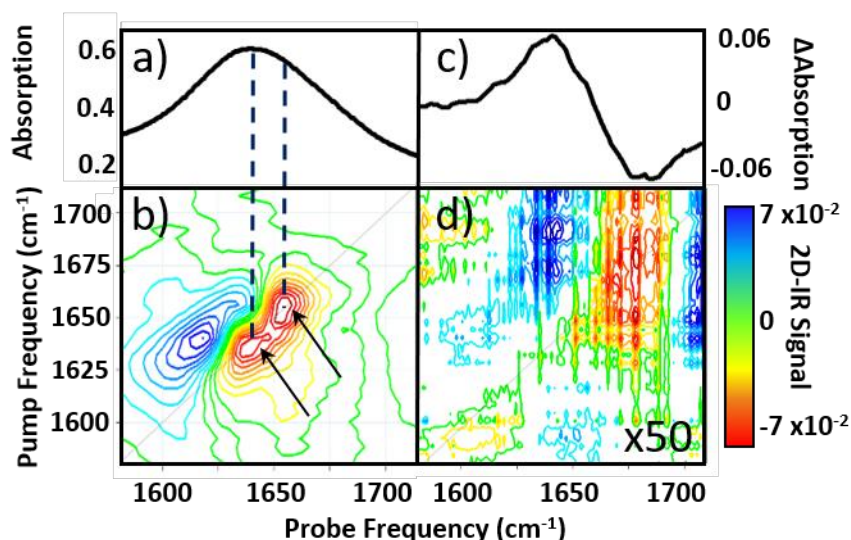 a)
c)
Absorption
0.6
0.4
0.2
0.06
0
-0.06
ΔAbsorption
b)
d)
Pump Frequency (cm-1)
1700
1675
1650
1625
1600
x50
7 x10-2
0
-7 x10-2
2D-IR Signal
1600
1650
1700
1600
1650
1700
Probe Frequency (cm-1)